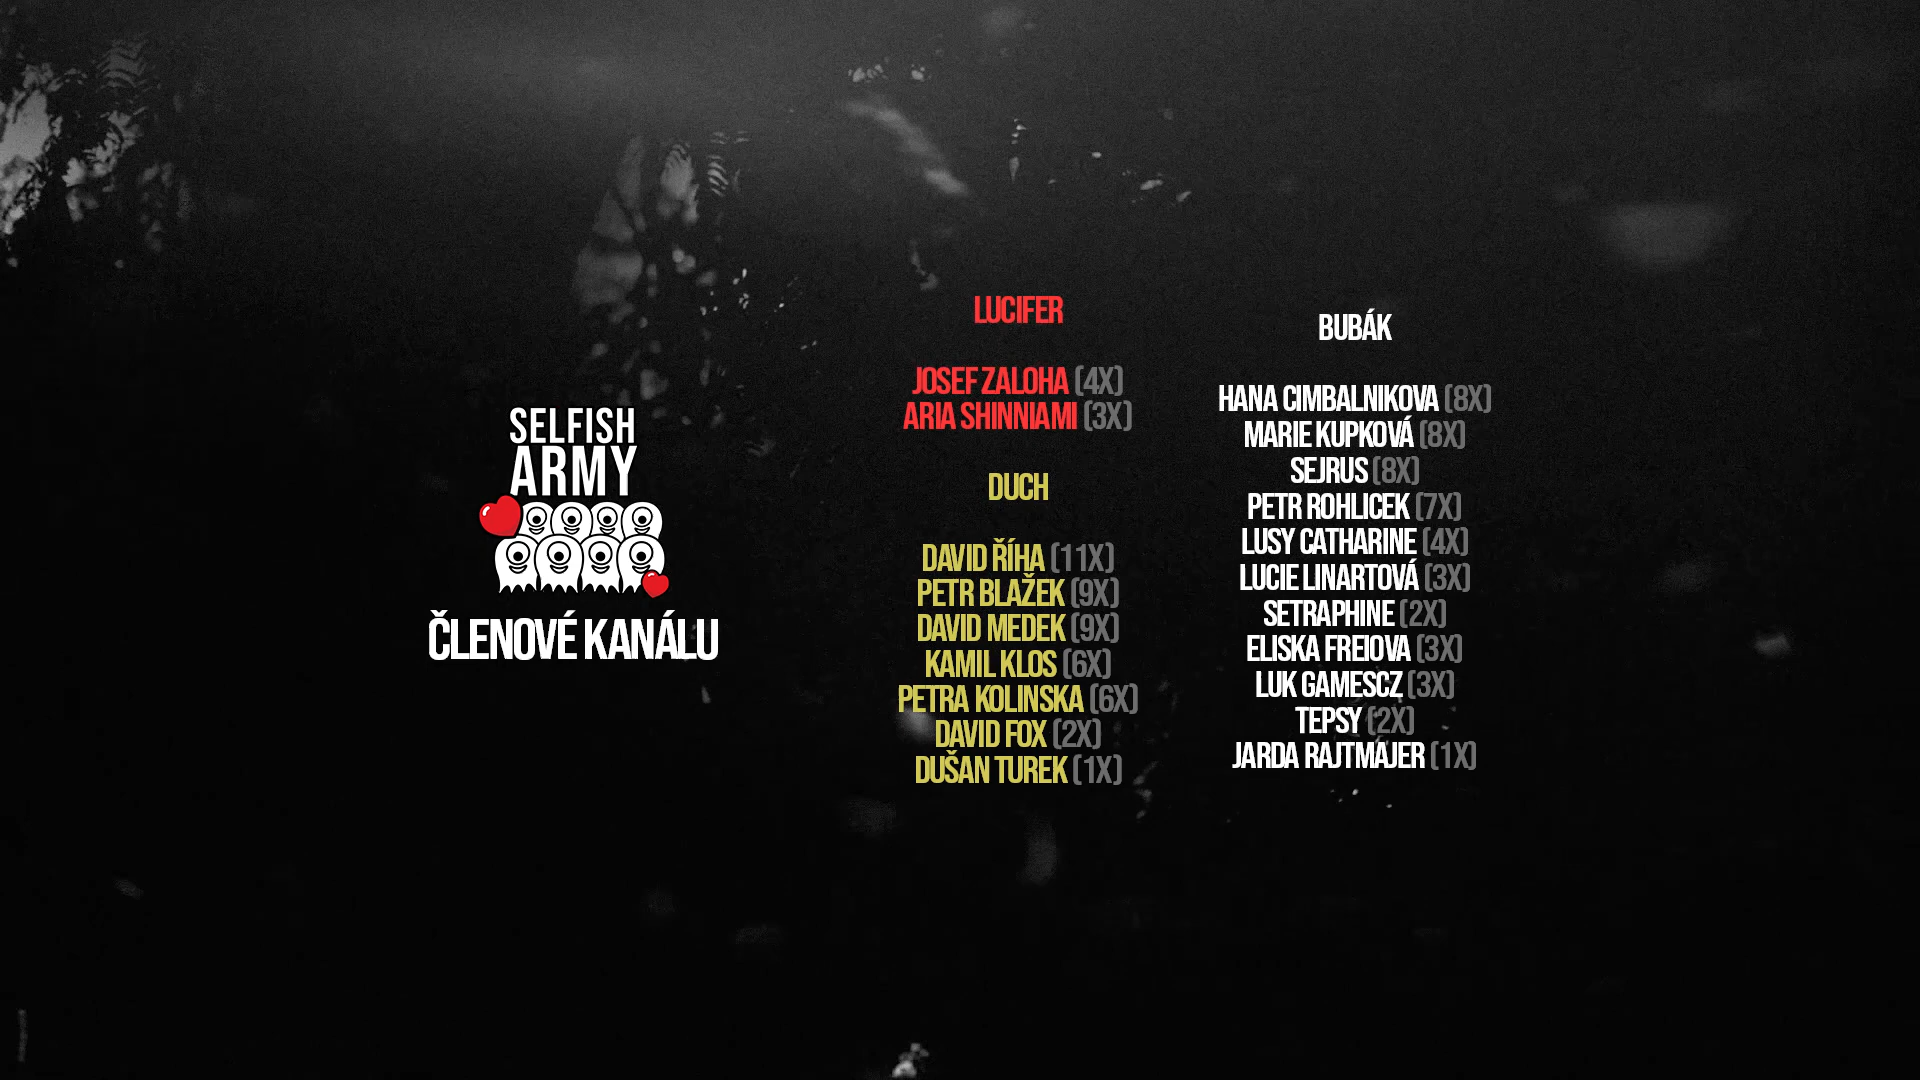 SELFISH
ARMY
ČLENOVÉ KANÁLU
LUCIFER
JOSEF ZALOHA (4X)
ARIA SHINNIAMI (3X)
DUCH
DAVID ŘÍHA (11X)
PETR BLAŽEK (9X)
DAVID MEDEK (9X)
KAMIL KLOS (6X)
PETRA KOLINSKA (6X)
DAVID FOX (2X)
DUŠAN TUREK (1X)
BUBÁK
HANA CIMBALNIKOVA (8X)
MARIE KUPKOVÁ (8X)
SEJRUS (8X)
PETR ROHLICEK (7X)
LUSY CATHARINE (4X)
LUCIE LINARTOVÁ (3X)
SETRAPHINE (2X)
ELISKA FREIOVA (3X)
LUK GAMESCZ (3X)
TEPSY (2X)
JARDA RAJTMAJER (1X)